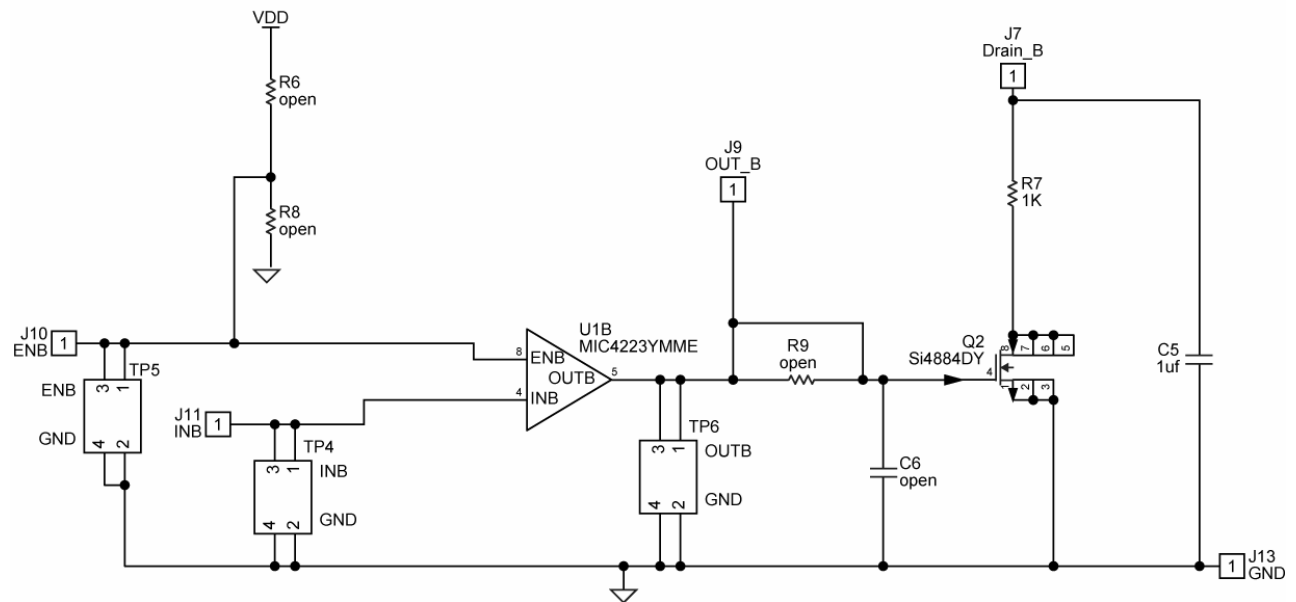 VDD
R6
open
R8
open
J7
Drain_B
1
J9
OUT_B
1
R7
1K
J10
ENB
1
TP5
ENB
3
1
GND
4
2
J11
INB
1
TP4
INB
3
1
GND
4
2
U1B
MIC4223YMME
8
ENB
OUTB
5
4
INB
TP6
OUTB
3
1
GND
4
2
R9
open
C6
open
Q2
Si4884DY
4
8
7
6
5
1
2
3
C5
1uf
J13
GND
1